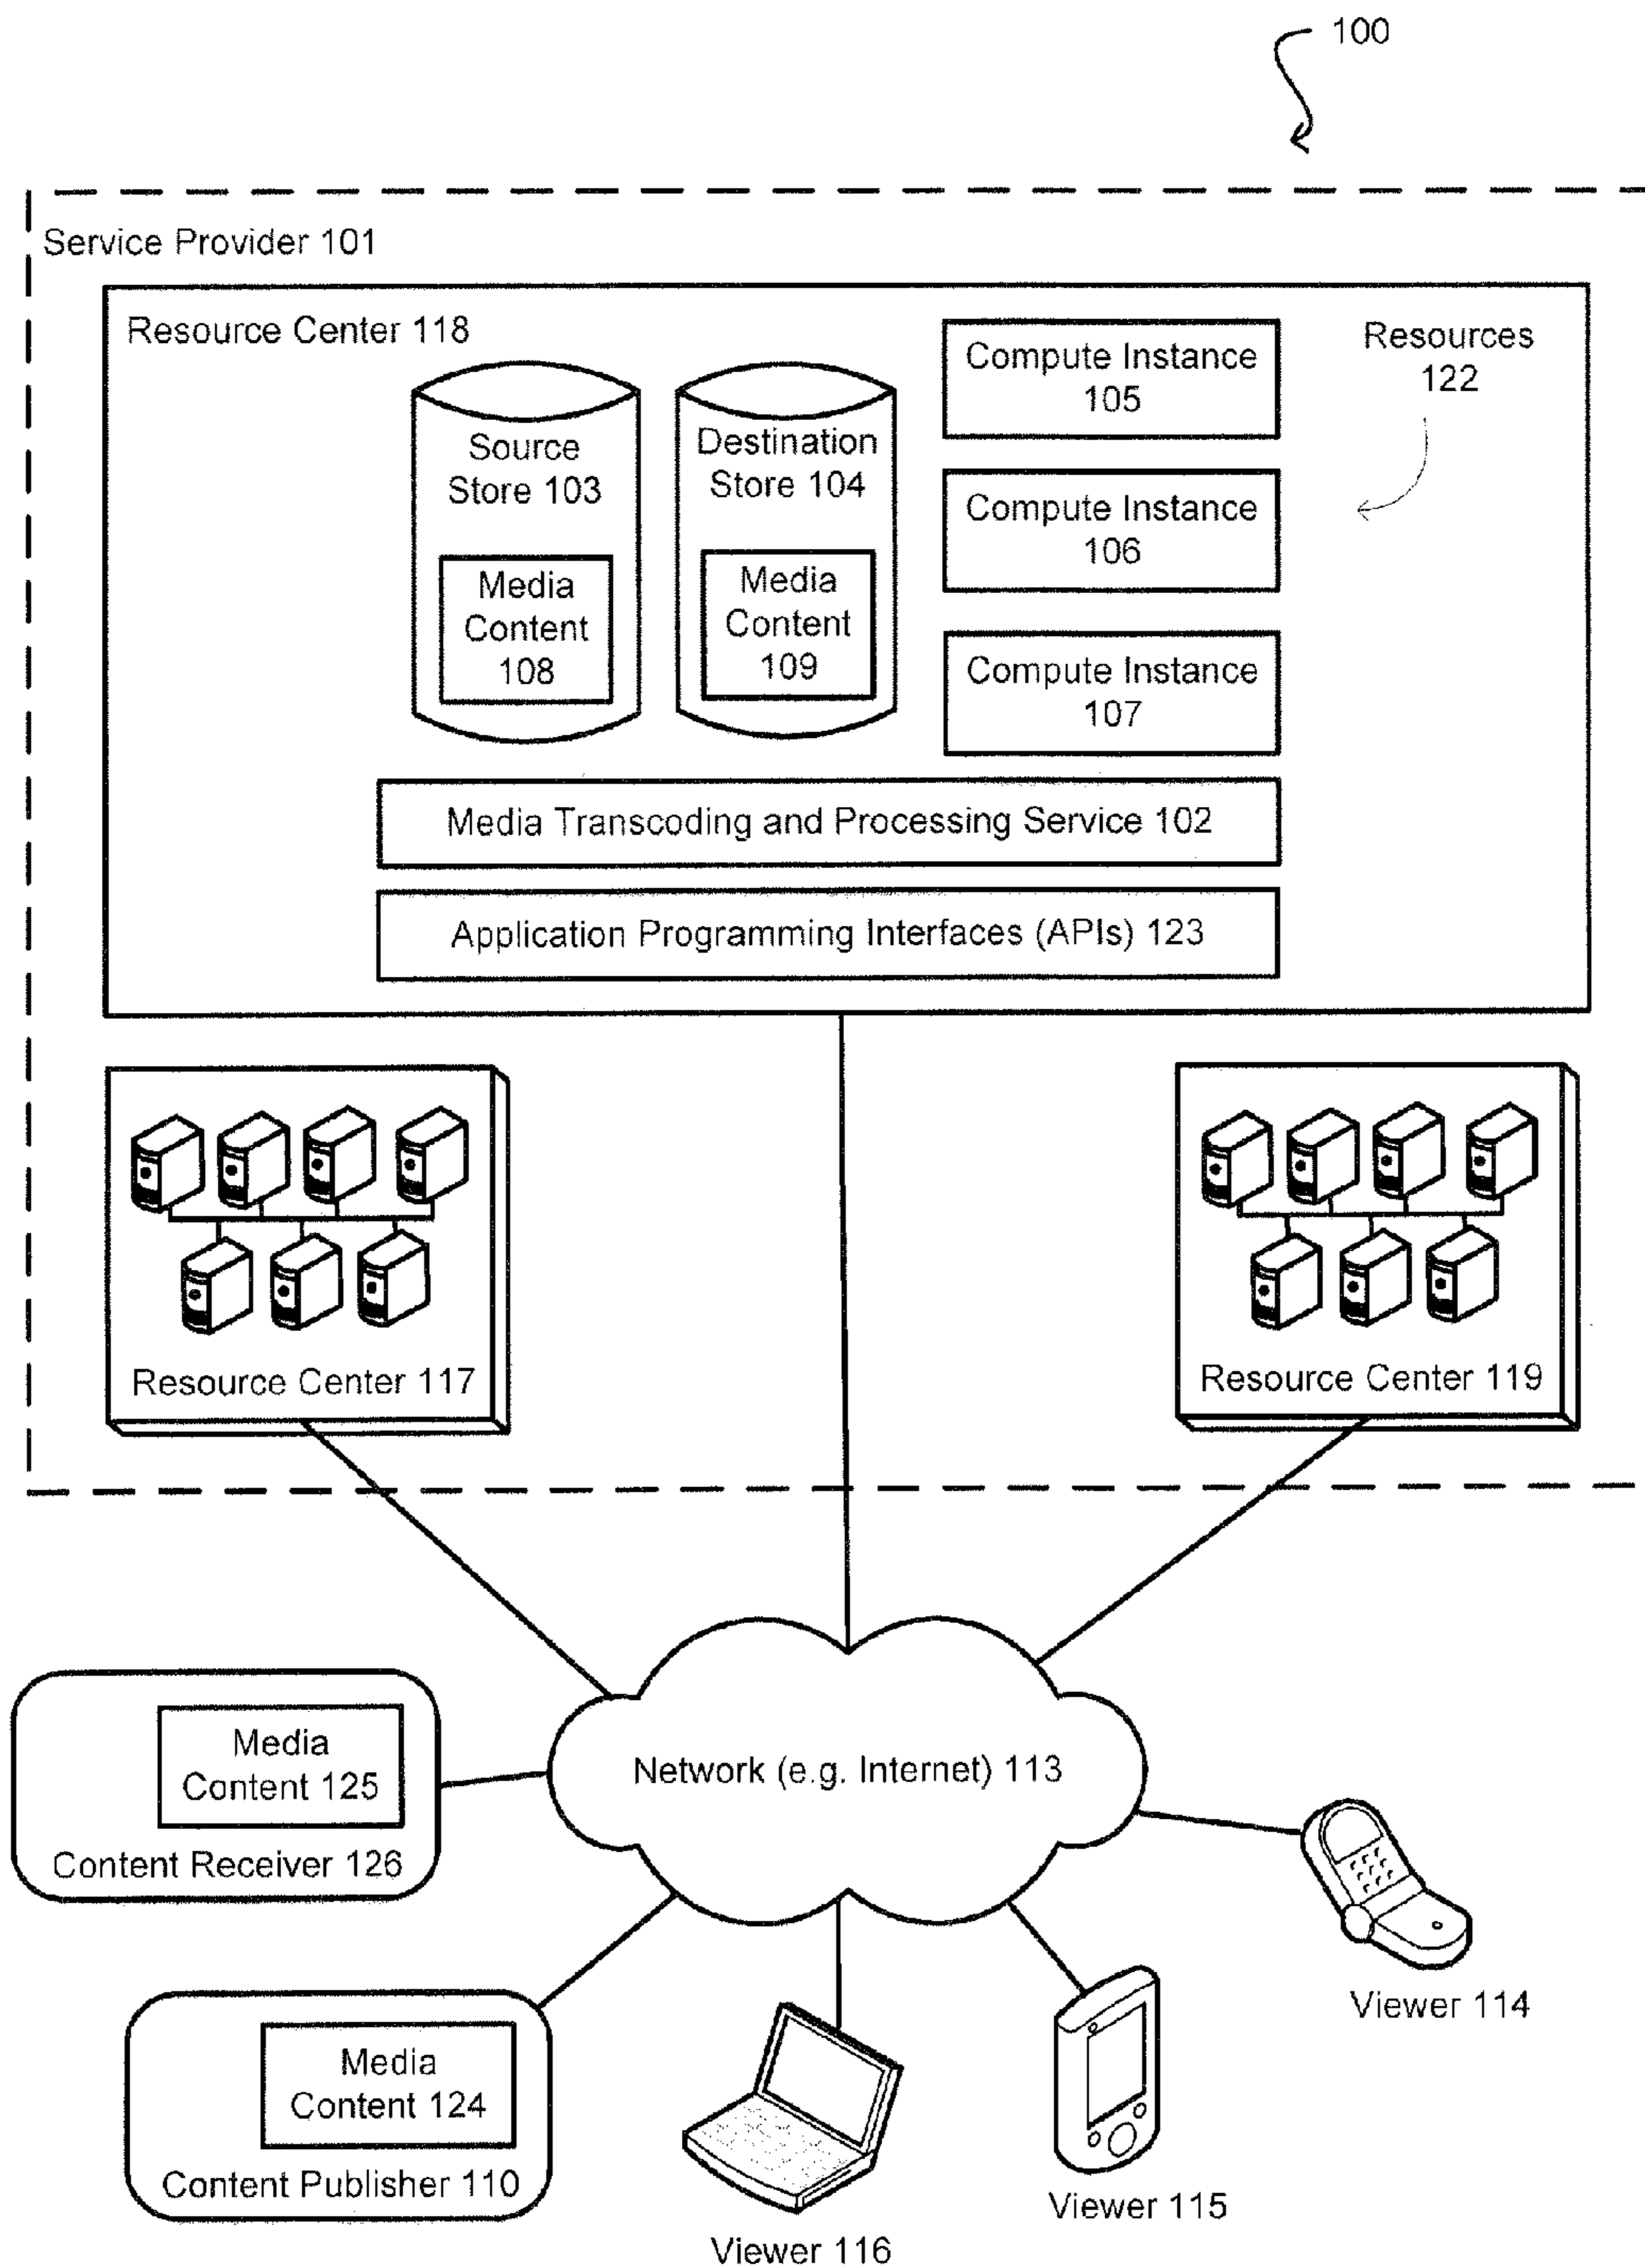 100
Service Provider 101
Resource Center 118
Source
Store 103
Media
Content
108
Destination
Store 104
Media
Content
109
Compute Instance
105
Compute Instance
106
Compute Instance
107
Resources
122
Media Transcoding and Processing Service 102
Application Programming Interfaces (APIs) 123
Resource Center 117
Resource Center 119
Network (e.g. Internet) 113
Media
Content 125
Content Receiver 126
Media
Content 124
Content Publisher 110
Viewer 116
Viewer 115
Viewer 114